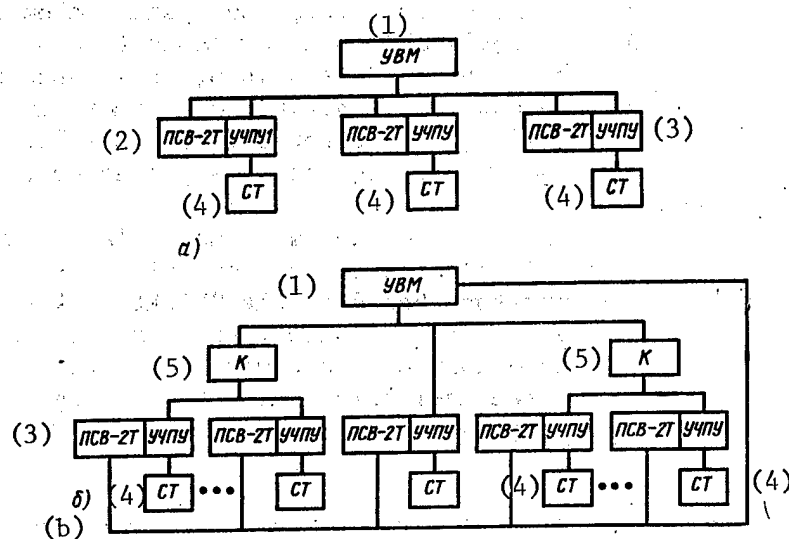 (1)
УВМ
(2) ПСВ-2Т УЧПУ1 ПСВ-2Т УЧПУ ПСВ-2Т УЧПУ (3)
(4) СТ (4) СТ (4) СТ
а)
(1) УВМ
(5) К (5) К
(3) ПСВ-2Т УЧПУ ПСВ-2Т УЧПУ ПСВ-2Т УЧПУ ПСВ-2Т УЧПУ ПСВ-2Т УЧПУ
б) (4) СТ ••• СТ СТ (4) СТ ••• СТ (4)
(b)